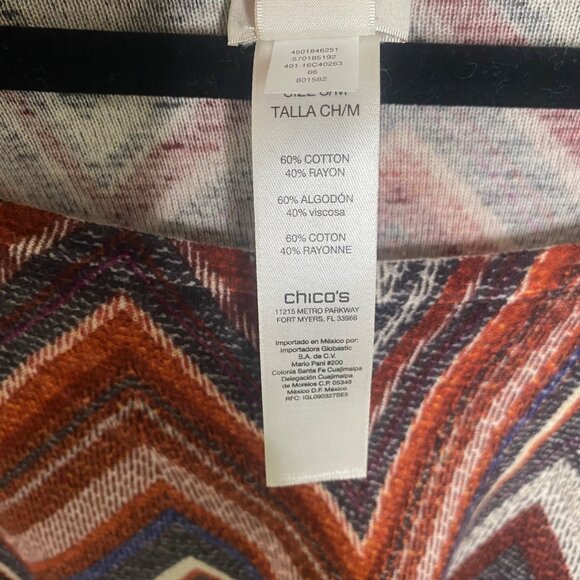 4501846251
570185192
401-16C40263
66
801582
SIZE S/M
TALLA CH/M
60% COTTON
40% RAYON
60% ALGODÓN
40% viscosa
60% COTON
40% RAYONNE
chico's
11215 METRO PARKWAY
FORT MYERS, FL 33966
Importado en México por:
importadora Globastic
S.A. de C.V.
Mario Pani #200
Colonia Santa Fe Cuajimalpa
Delegación Cuajimalpa
de Morelos C.P. 05348
México D.F. México
RFC: IGL090327SE5